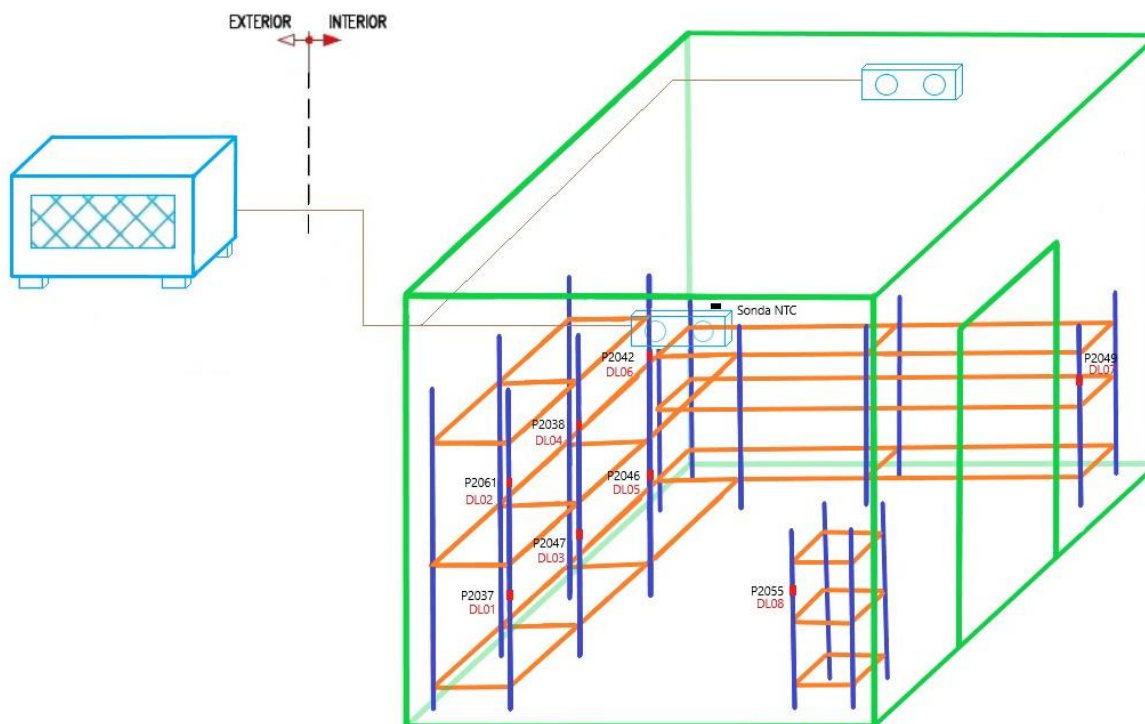 EXTERIOR INTERIOR
Sonda NTC
P2042
DL06
P2049
DL07
P2038
DL04
P2061
DL02
P2046
DL05
P2047
DL03
P2037
DL01
P2055
DL08